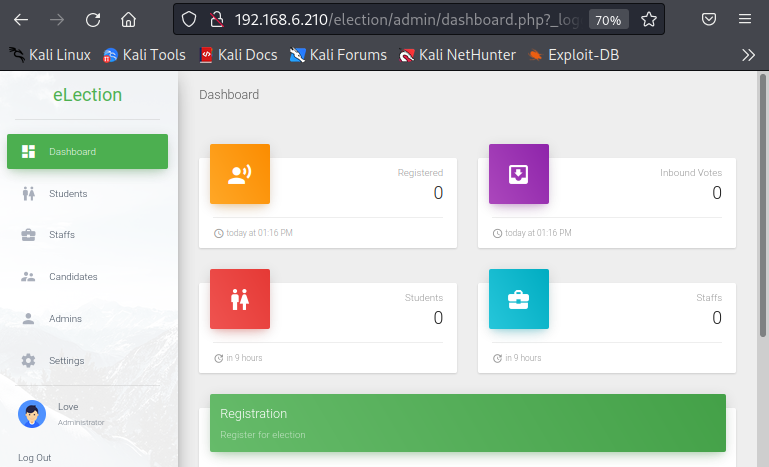 192.168.6.210/election/admin/dashboard.php?_log
70%
Kali Linux
Kali Tools
Kali Docs
Kali Forums
Kali NetHunter
Exploit-DB
eLection
Dashboard
Students
Staffs
Candidates
Admins
Settings
Love
Administrator
Log Out
Dashboard
Registered
0
today at 01:16 PM
Inbound Votes
0
today at 01:16 PM
Students
0
in 9 hours
Staffs
0
in 9 hours
Registration
Register for election